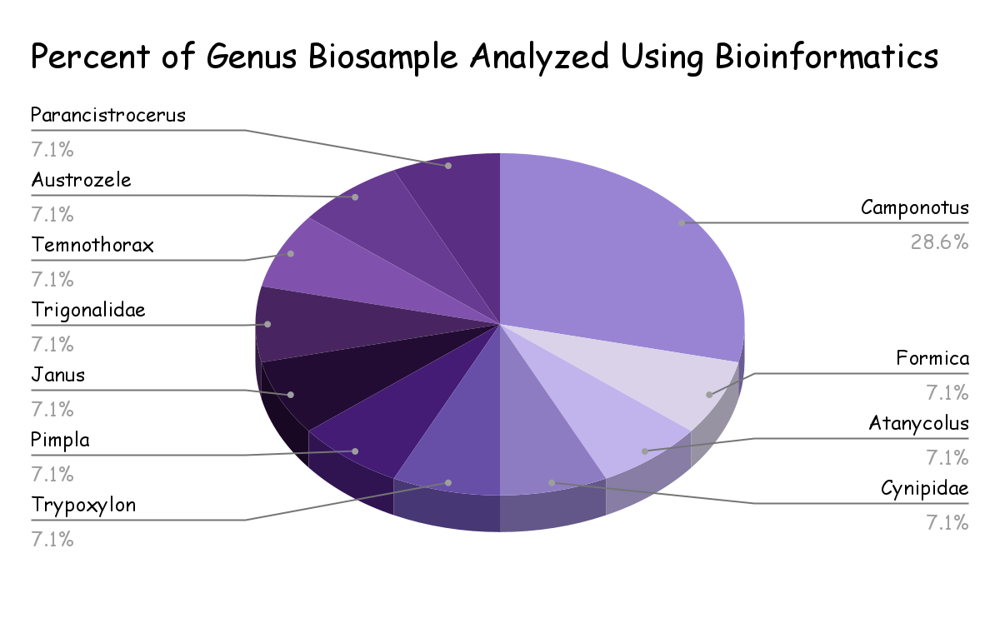 Percent of Genus Biosample Analyzed Using Bioinformatics
Parancistrocerus
7.1%
Austrozele
7.1%
Temnothorax
7.1%
Trigonalidae
7.1%
Janus
7.1%
Pimpla
7.1%
Trypoxylon
7.1%
Camponotus
28.6%
Formica
7.1%
Atanycolus
7.1%
Cynipidae
7.1%